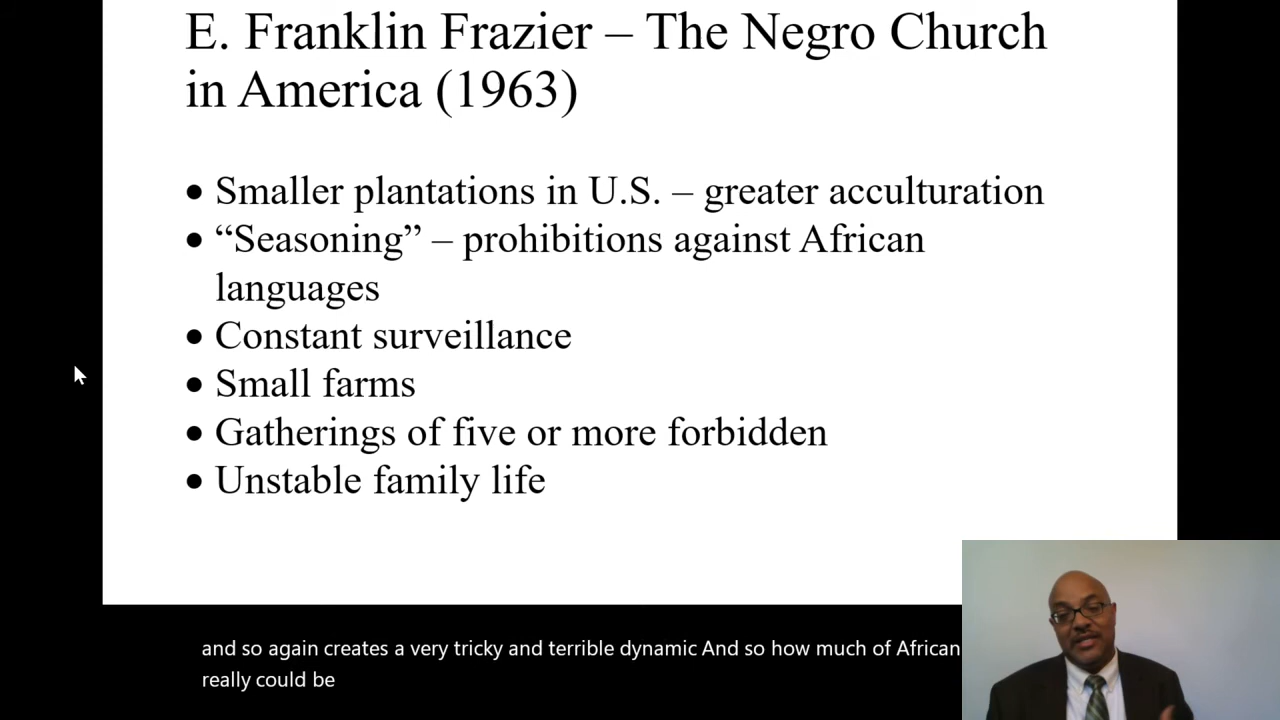 E. Franklin Frazier – The Negro Church
in America (1963)
• Smaller plantations in U.S. – greater acculturation
• “Seasoning” – prohibitions against African
languages
• Constant surveillance
• Small farms
• Gatherings of five or more forbidden
• Unstable family life
and so again creates a very tricky and terrible dynamic And so how much of African
really could be